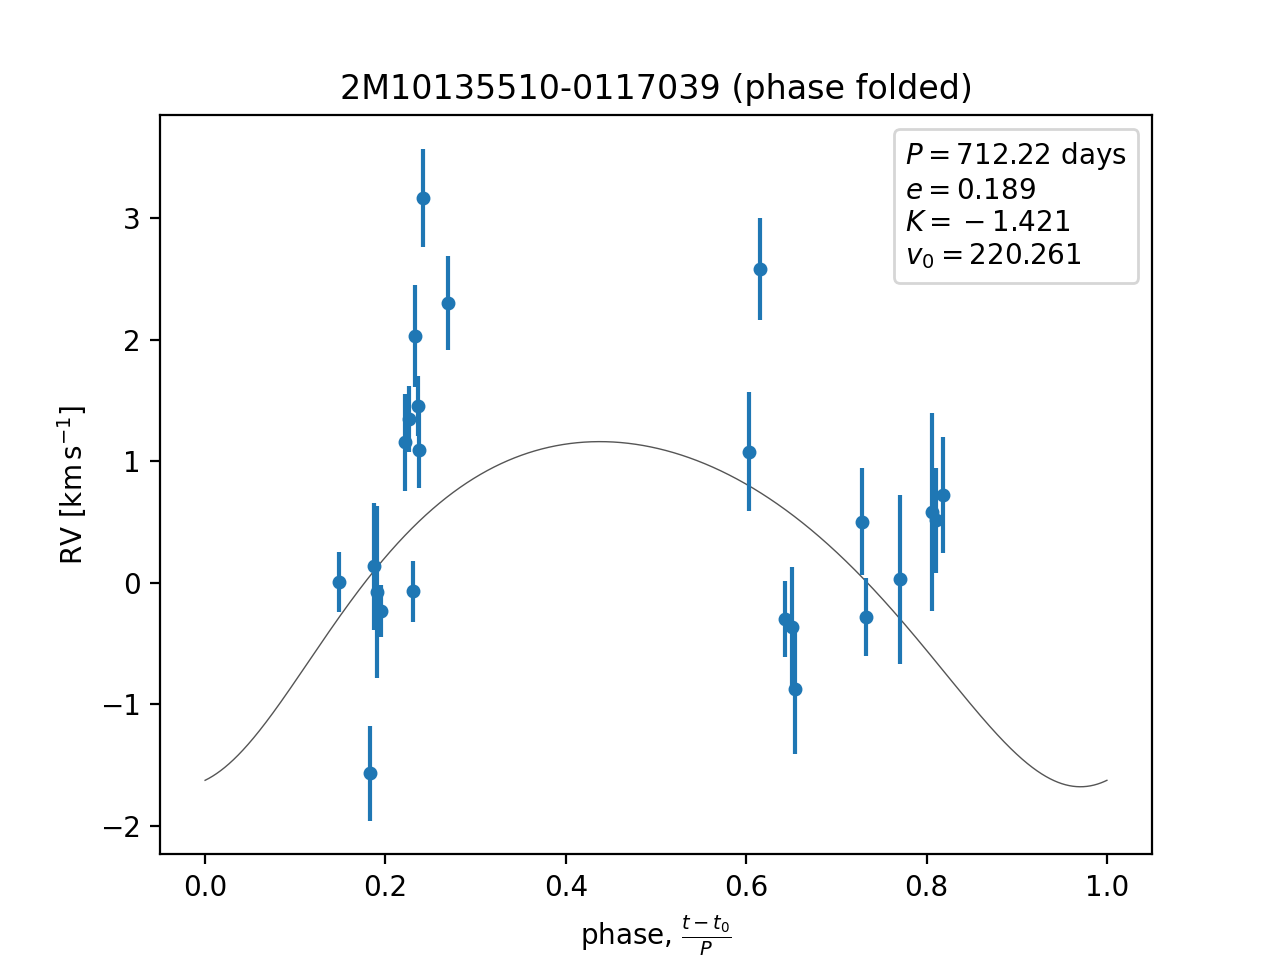 2M10135510-0117039 (phase folded)
P = 712.22 days
e = 0.189
K = −1.421
v₀ = 220.261
RV [km s⁻¹]
3
2
1
0
−1
−2
0.0 0.2 0.4 0.6 0.8 1.0
phase, (t − t₀)/P